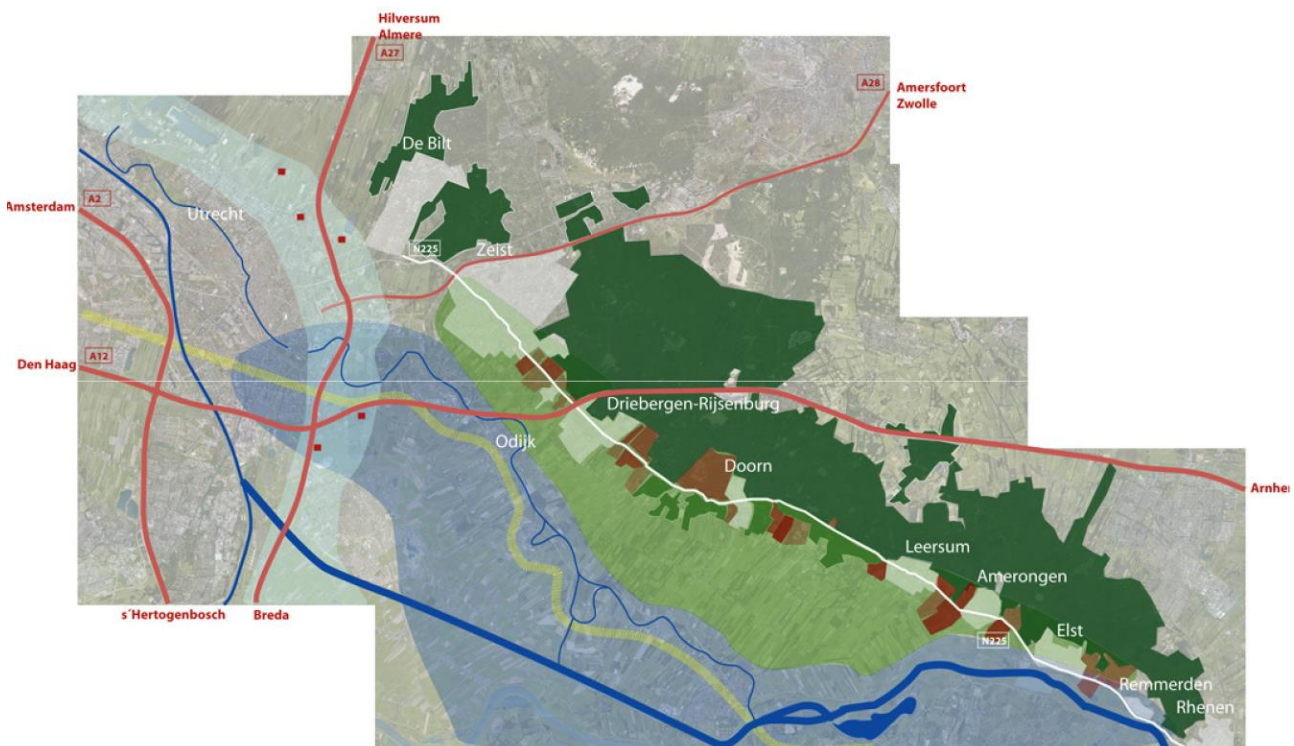 Hilversum
Almere
A27
A28
Amersfoort
Zwolle
De Bilt
A2
Amsterdam
Utrecht
N225
Zeist
A12
Den Haag
Driebergen-Rijsenburg
Odijk
Doorn
Arnhe
Leersum
Amerongen
s'Hertogenbosch
Breda
Elst
N225
Remmerden
Rhenen